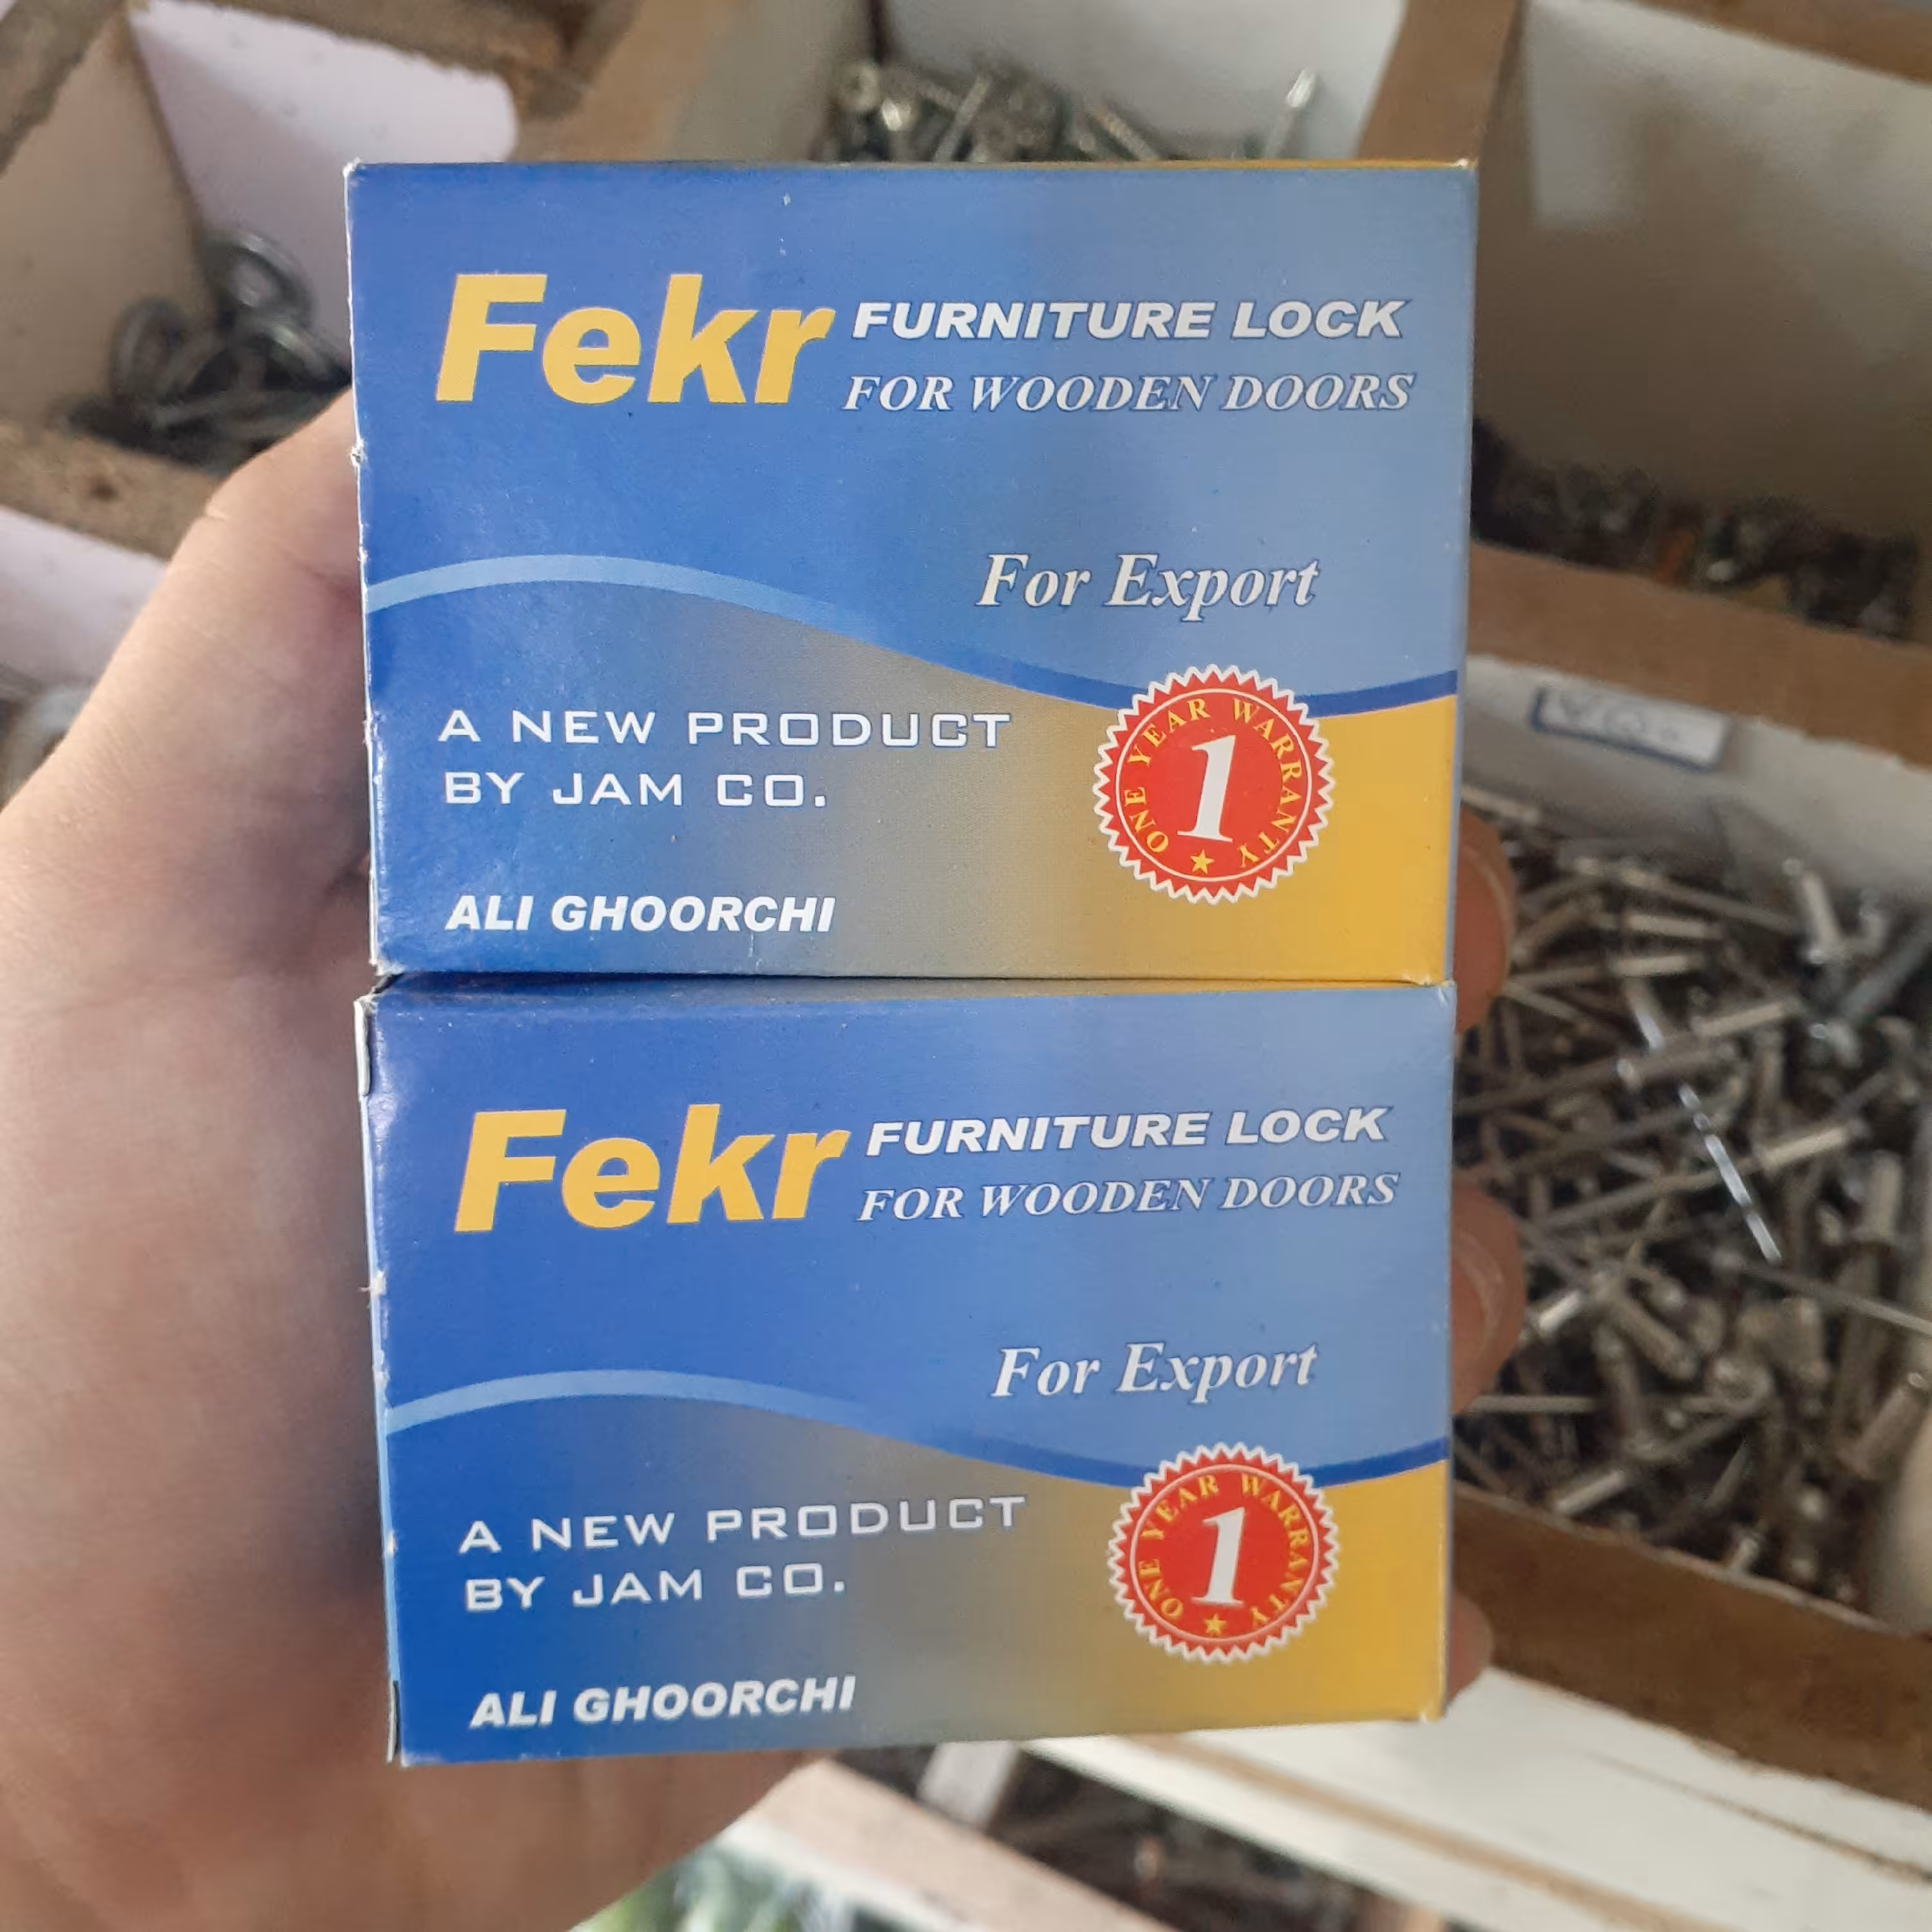 Fekr FURNITURE LOCK
FOR WOODEN DOORS
For Export
A NEW PRODUCT
BY JAM CO.
ONE YEAR WARRANTY
1
ALI GHOORCHI
Fekr FURNITURE LOCK
FOR WOODEN DOORS
For Export
A NEW PRODUCT
BY JAM CO.
ONE YEAR WARRANTY
1
ALI GHOORCHI